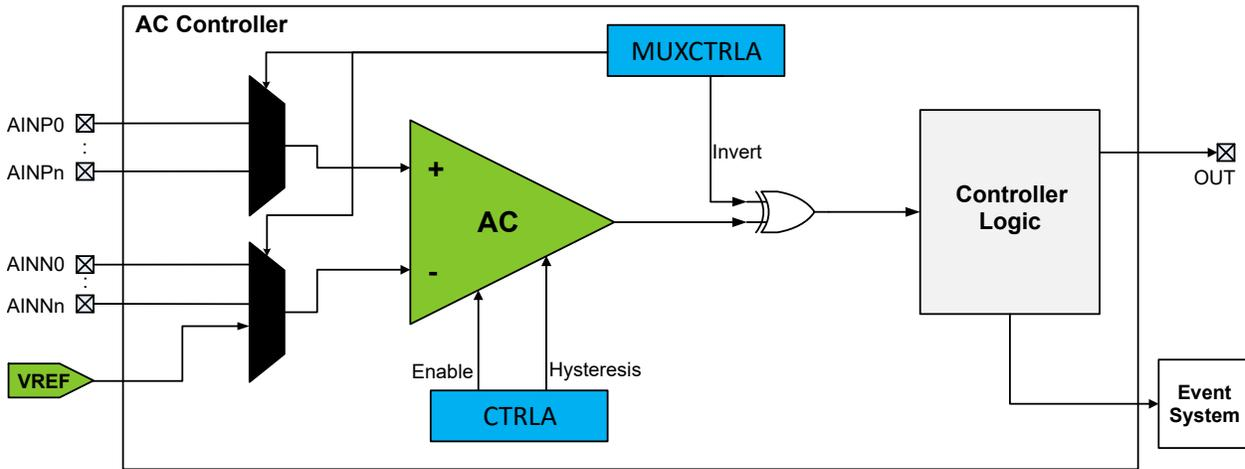 AC Controller
MUXCTRLA
AINP0
:
AINPn
Invert
+
AC
-
Controller
Logic
OUT
AINN0
:
AINNn
VREF
Enable
Hysteresis
CTRLA
Event
System